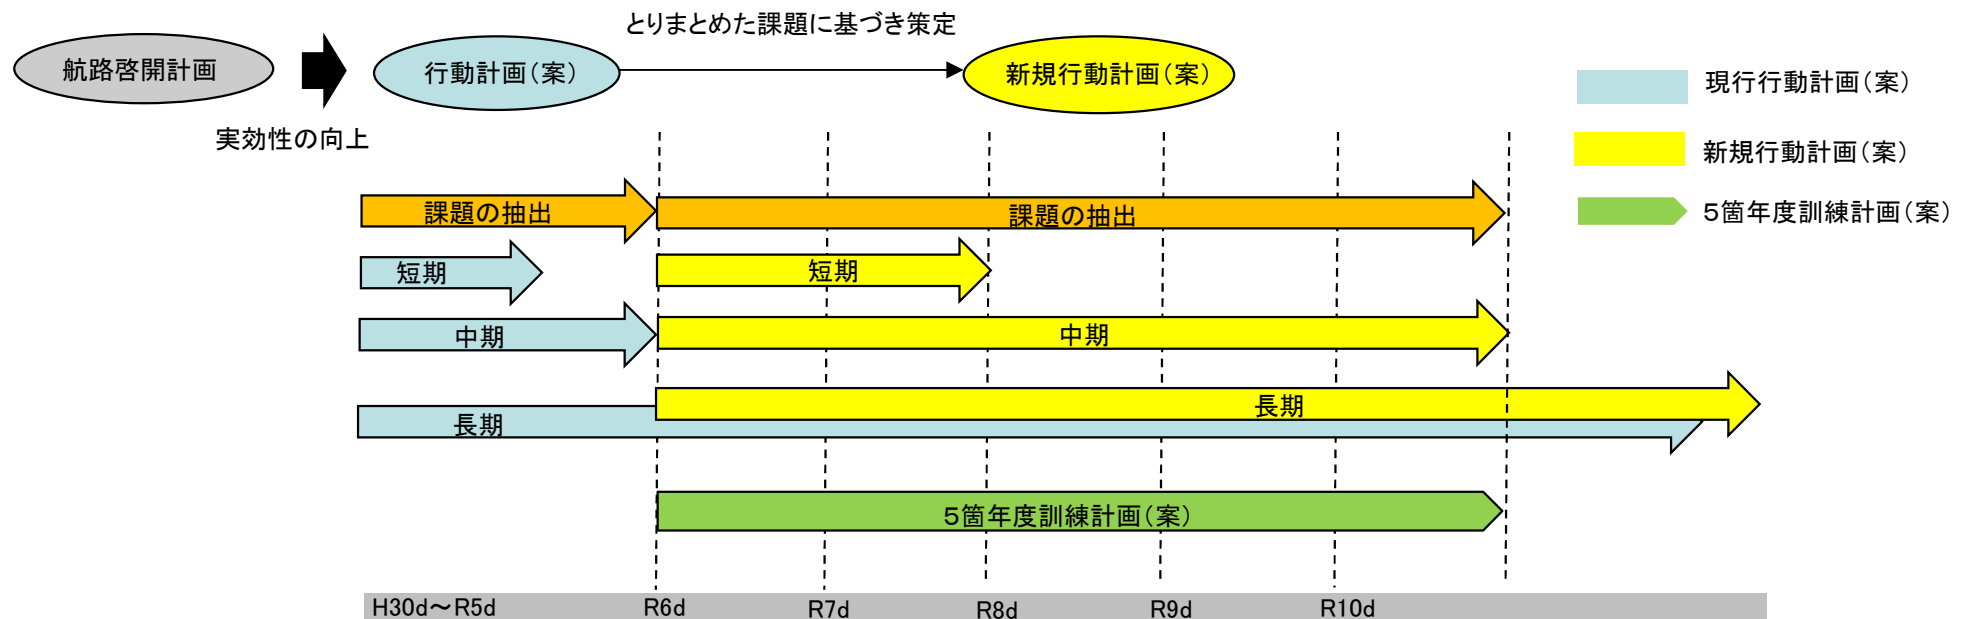 とりまとめた課題に基づき策定
航路啓開計画
行動計画（案）
新規行動計画（案）
実効性の向上
現行行動計画（案）
新規行動計画（案）
５箇年度訓練計画（案）
課題の抽出
課題の抽出
短期
短期
中期
中期
長期
長期
５箇年度訓練計画（案）
H30d～R5d
R6d
R7d
R8d
R9d
R10d